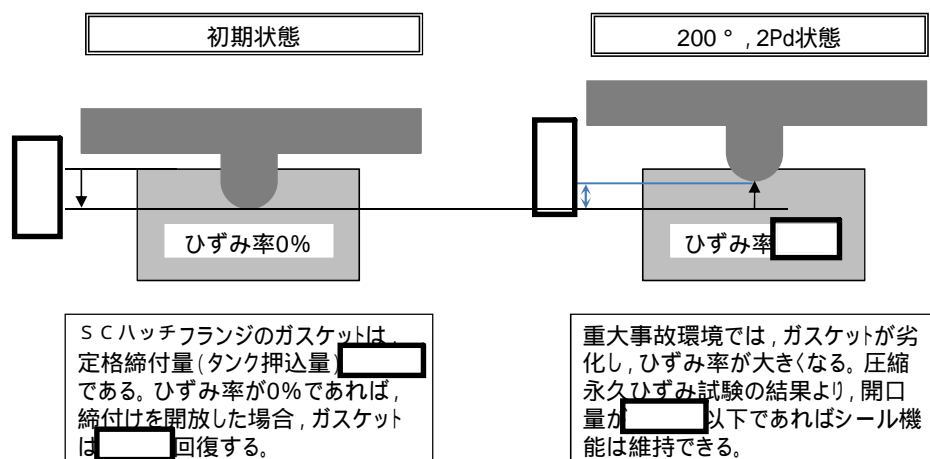 初期状態
200°,2Pd状態
ひずみ率0%
ひずみ率
SCハッチフランジのガスケットは,
定格締付量(タンク押込量)
である。ひずみ率が0%であれば,
締付けを開放した場合,ガスケット
は 回復する。
重大事故環境では,ガスケットが劣
化し,ひずみ率が大きくなる。圧縮
永久ひずみ試験の結果より,開口
量が 以下であればシール機
能は維持できる。